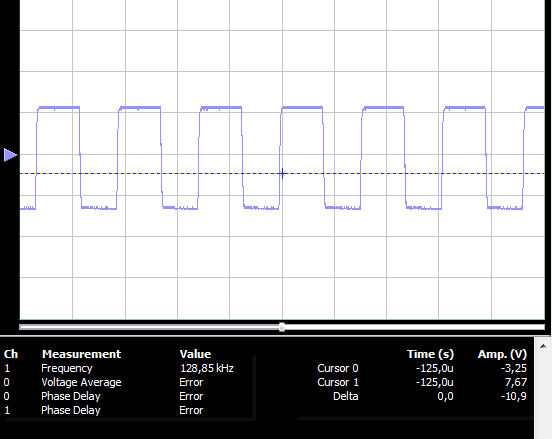 Ch Measurement Value Time (s) Amp. (V)
1 Frequency 128,85 kHz Cursor 0 -125,0u -3,25
0 Voltage Average Error Cursor 1 -125,0u 7,67
0 Phase Delay Error Delta 0,0 -10,9
1 Phase Delay Error